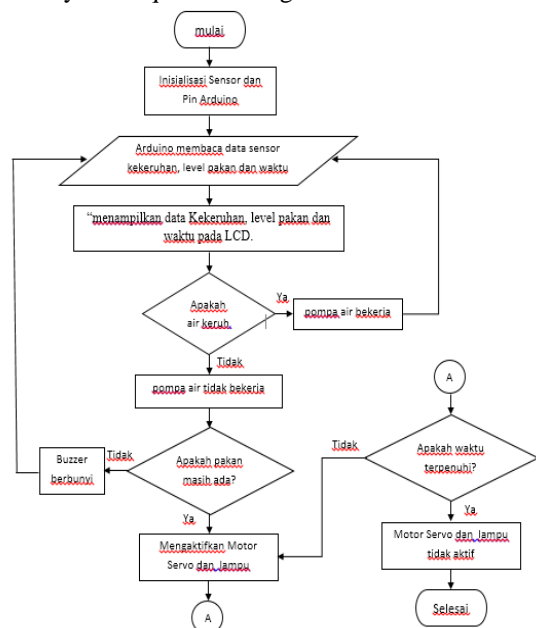 mulai
Inisialisasi Sensor dan
Pin Arduino
Arduino membaca data sensor
kekeruhan, level pakan dan waktu
“menampilkan data Kekeruhan, level pakan dan
waktu pada LCD.
Apakah
air keruh.
Ya
pompa air bekerja
Tidak
pompa air tidak bekerja
Apakah pakan
masih ada?
Tidak
Buzzer
berbunyi
Ya
Mengaktifkan Motor
Servo dan Jampu
A
A
Apakah waktu
terpenuhi?
Tidak
Ya
Motor Servo dan Jampu
tidak aktif
Selesai